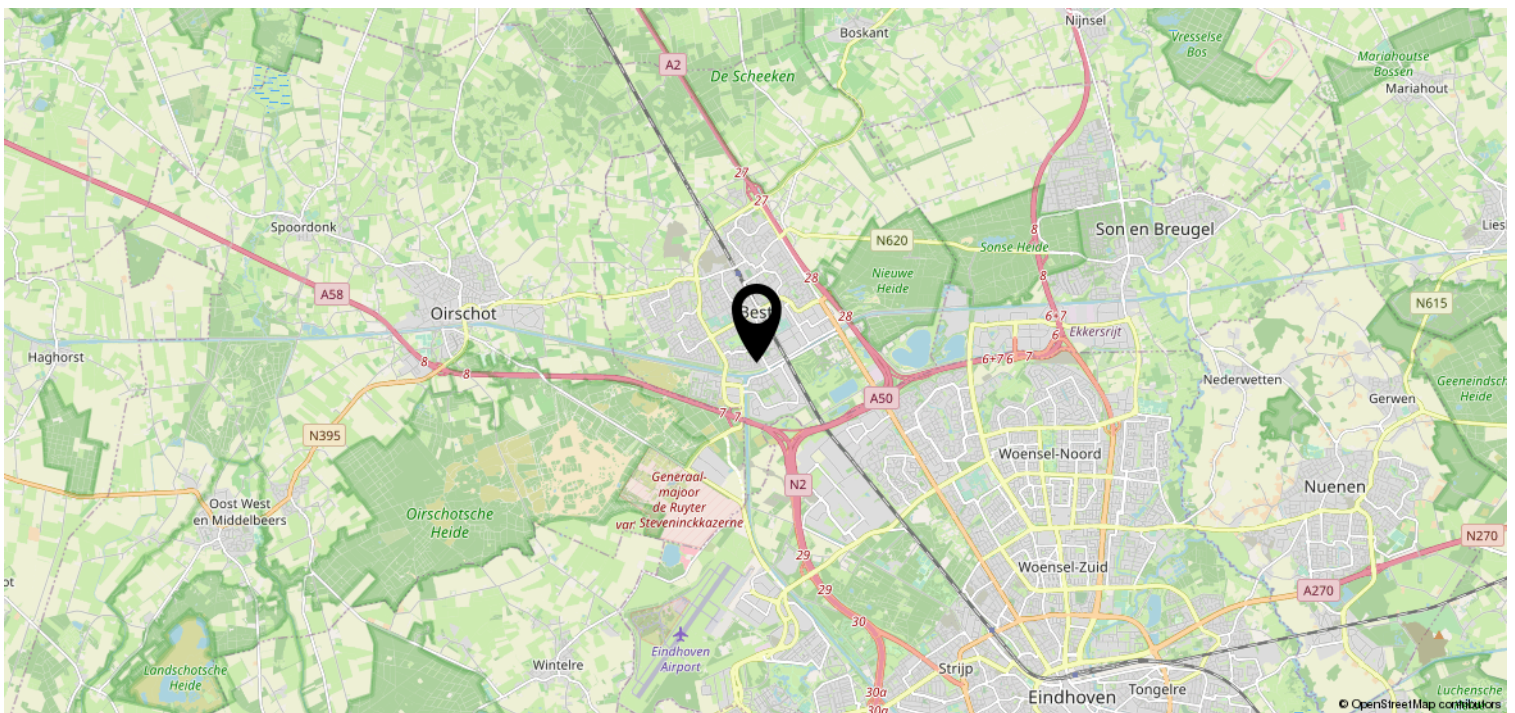 Nijnsel
Boskant
Vresselse
Bos
A2
De Scheeken
Mariahoutse
Bossen
Mariahout
27
27
Spoordonk
Son en Breugel
Lies
N620
Sonse Heide
8
8
Nieuwe
Heide
28
A58
Oirschot
Best
28
6+7
6
Ekkersrijt
N615
Haghorst
8
8
6+7
6
7
Nederwetten
Geeneindsch
Heide
Gerwen
A50
7
7
N395
Woensel-Noord
Generaal-
majoor
de Ruyter
van Steveninckkazerne
N2
Nuenen
Oost West
en Middelbeers
Oirschotsche
Heide
N270
29
Woensel-Zuid
29
A270
30
Eindhoven
Airport
Wintelre
Landschotsche
Heide
Strijp
Tongelre
30a
30a
Eindhoven
Luchensche
© OpenStreetMap contributors